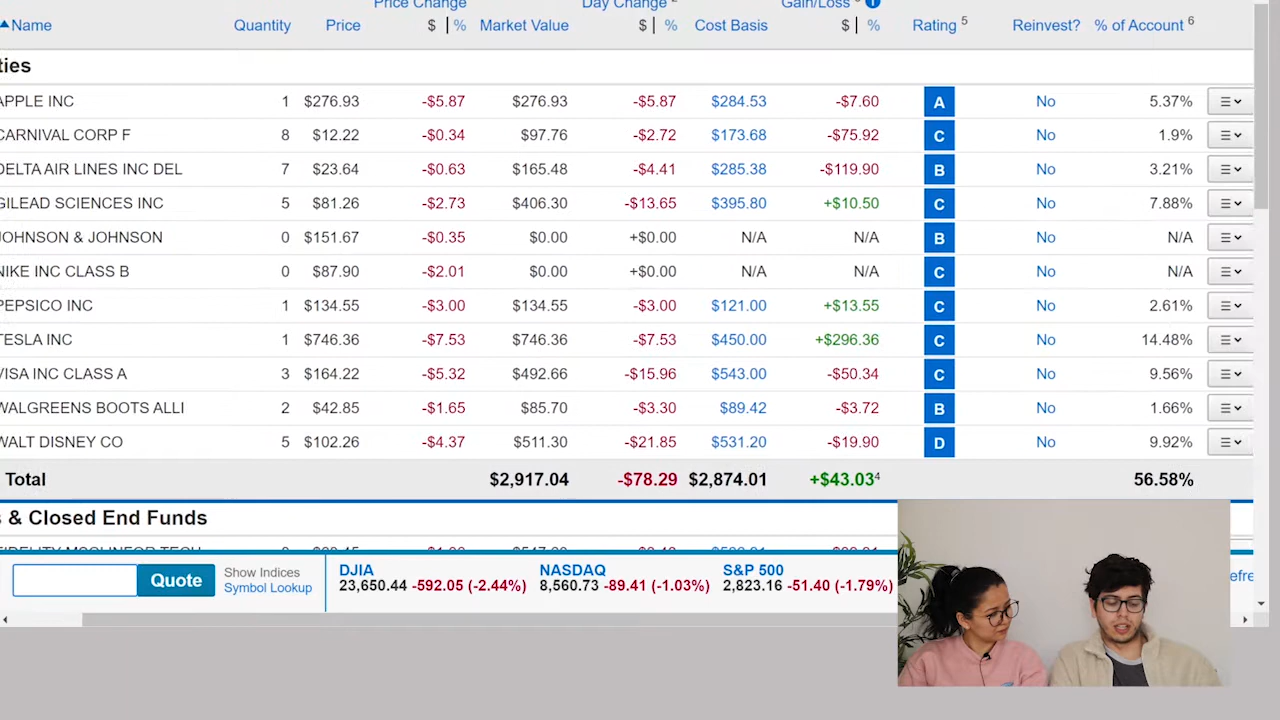 Price Change Day Change 2 Gain/Loss
Name Quantity Price $ | % Market Value $ | % Cost Basis $ | % Rating 5 Reinvest? % of Account 6
ties
APPLE INC 1 $276.93 -$5.87 $276.93 -$5.87 $284.53 -$7.60 A No 5.37%
CARNIVAL CORP F 8 $12.22 -$0.34 $97.76 -$2.72 $173.68 -$75.92 C No 1.9%
DELTA AIR LINES INC DEL 7 $23.64 -$0.63 $165.48 -$4.41 $285.38 -$119.90 B No 3.21%
GILEAD SCIENCES INC 5 $81.26 -$2.73 $406.30 -$13.65 $395.80 +$10.50 C No 7.88%
JOHNSON & JOHNSON 0 $151.67 -$0.35 $0.00 +$0.00 N/A N/A B No N/A
NIKE INC CLASS B 0 $87.90 -$2.01 $0.00 +$0.00 N/A N/A C No N/A
PEPSICO INC 1 $134.55 -$3.00 $134.55 -$3.00 $121.00 +$13.55 C No 2.61%
TESLA INC 1 $746.36 -$7.53 $746.36 -$7.53 $450.00 +$296.36 C No 14.48%
VISA INC CLASS A 3 $164.22 -$5.32 $492.66 -$15.96 $543.00 -$50.34 C No 9.56%
WALGREENS BOOTS ALLI 2 $42.85 -$1.65 $85.70 -$3.30 $89.42 -$3.72 B No 1.66%
WALT DISNEY CO 5 $102.26 -$4.37 $511.30 -$21.85 $531.20 -$19.90 D No 9.92%
Total $2,917.04 -$78.29 $2,874.01 +$43.03 4 56.58%
s & Closed End Funds
Quote
Show Indices
Symbol Lookup
DJIA
23,650.44 -592.05 (-2.44%)
NASDAQ
8,560.73 -89.41 (-1.03%)
S&P 500
2,823.16 -51.40 (-1.79%)
efre